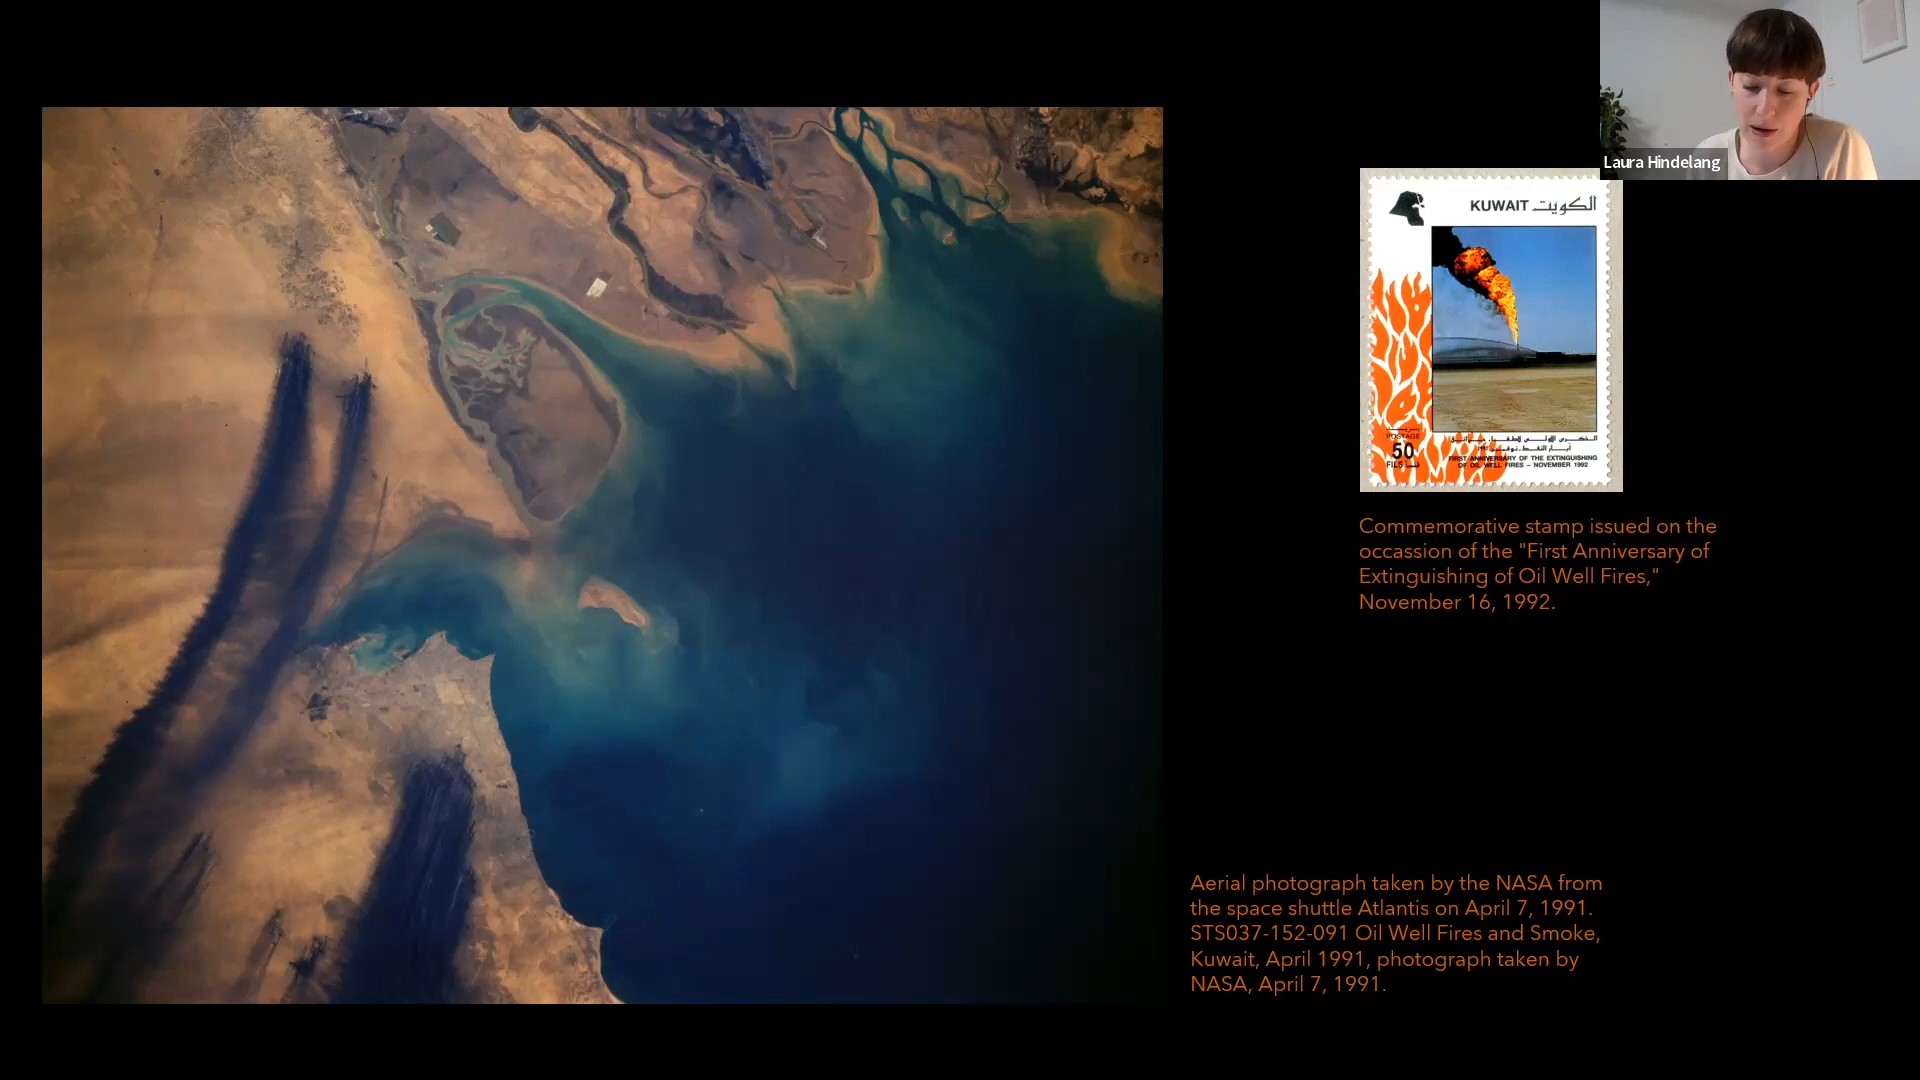 Laura Hindelang
KUWAIT الكويت
POSTAGE
50
FILS فلس
FIRST ANNIVERSARY OF THE EXTINGUISHING
OF OIL WELL FIRES – NOVEMBER 1992
Commemorative stamp issued on the
occassion of the "First Anniversary of
Extinguishing of Oil Well Fires,"
November 16, 1992.
Aerial photograph taken by the NASA from
the space shuttle Atlantis on April 7, 1991.
STS037-152-091 Oil Well Fires and Smoke,
Kuwait, April 1991, photograph taken by
NASA, April 7, 1991.